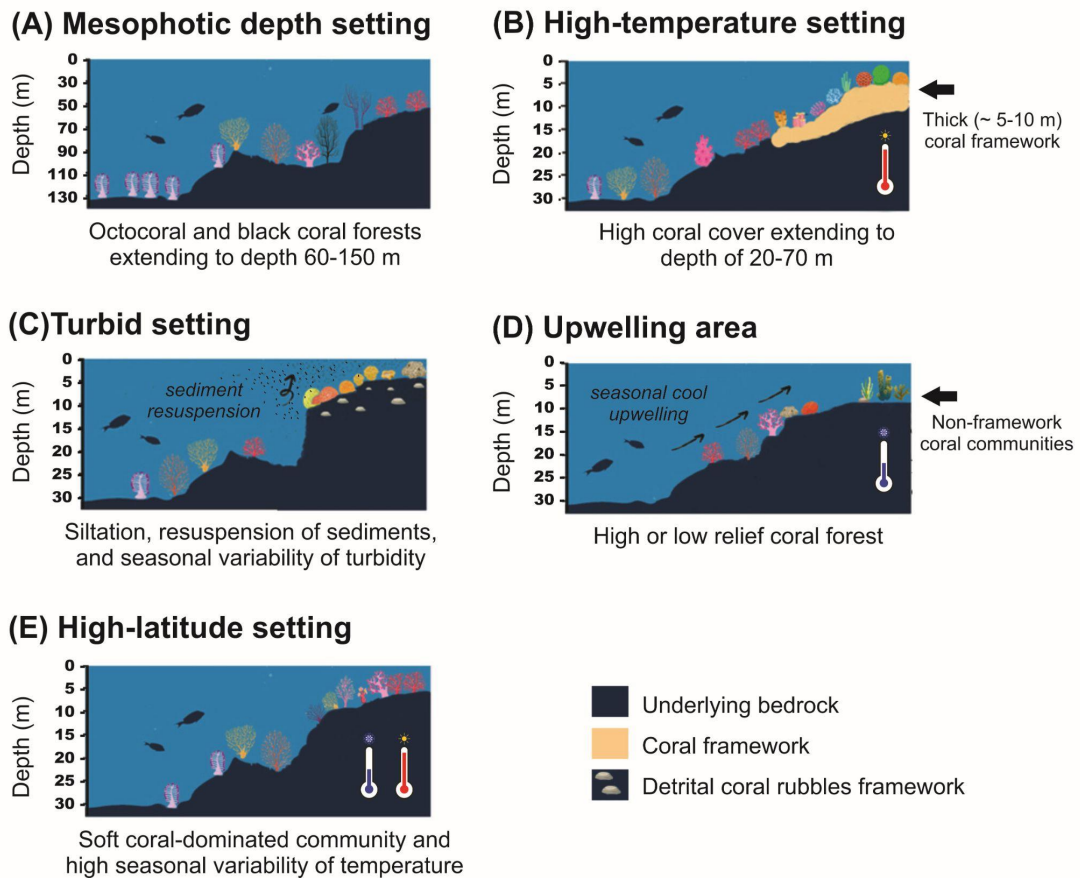 (A) Mesophotic depth setting
Depth (m)
0
30
50
70
90
110
130
Octocoral and black coral forests
extending to depth 60-150 m
(B) High-temperature setting
Depth (m)
0
5
10
15
20
25
30
Thick (~ 5-10 m)
coral framework
High coral cover extending to
depth of 20-70 m
(C)Turbid setting
Depth (m)
0
5
10
15
20
25
30
sediment
resuspension
Siltation, resuspension of sediments,
and seasonal variability of turbidity
(D) Upwelling area
Depth (m)
0
5
10
15
20
25
30
seasonal cool
upwelling
Non-framework
coral communities
High or low relief coral forest
(E) High-latitude setting
Depth (m)
0
5
10
15
20
25
30
Soft coral-dominated community and
high seasonal variability of temperature
Underlying bedrock
Coral framework
Detrital coral rubbles framework